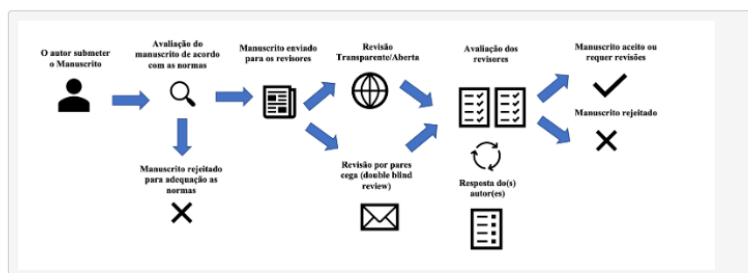 O autor submeter
o Manuscrito
Avaliação do
manuscrito de acordo
com as normas
Manuscrito rejeitado
para adequação as
normas
Manuscrito enviado
para os revisores
Revisão
Transparente/Aberta
Revisão por pares
cega (double blind
review)
Avaliação dos
revisores
Resposta do(s)
autor(es)
Manuscrito aceito ou
requer revisões
Manuscrito rejeitado